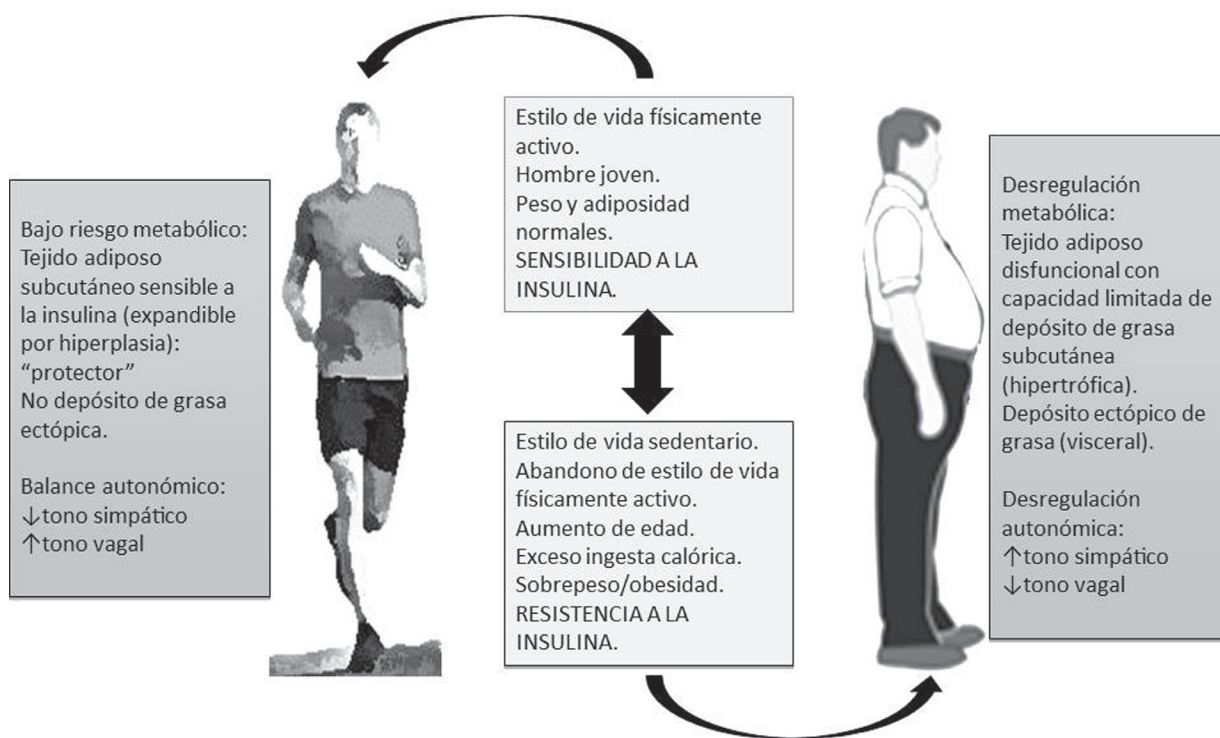 Bajo riesgo metabólico:
Tejido adiposo
subcutáneo sensible a
la insulina (expandible
por hiperplasia):
“protector”
No depósito de grasa
ectópica.
Balance autonómico:
↓tono simpático
↑tono vagal
Estilo de vida físicamente
activo.
Hombre joven.
Peso y adiposidad
normales.
SENSIBILIDAD A LA
INSULINA.
Estilo de vida sedentario.
Abandono de estilo de vida
físicamente activo.
Aumento de edad.
Exceso ingesta calórica.
Sobrepeso/obesidad.
RESISTENCIA A LA
INSULINA.
Desregulación
metabólica:
Tejido adiposo
disfuncional con
capacidad limitada de
depósito de grasa
subcutánea
(hipertrófica).
Depósito ectópico de
grasa (visceral).
Desregulación
autonómica:
↑tono simpático
↓tono vagal